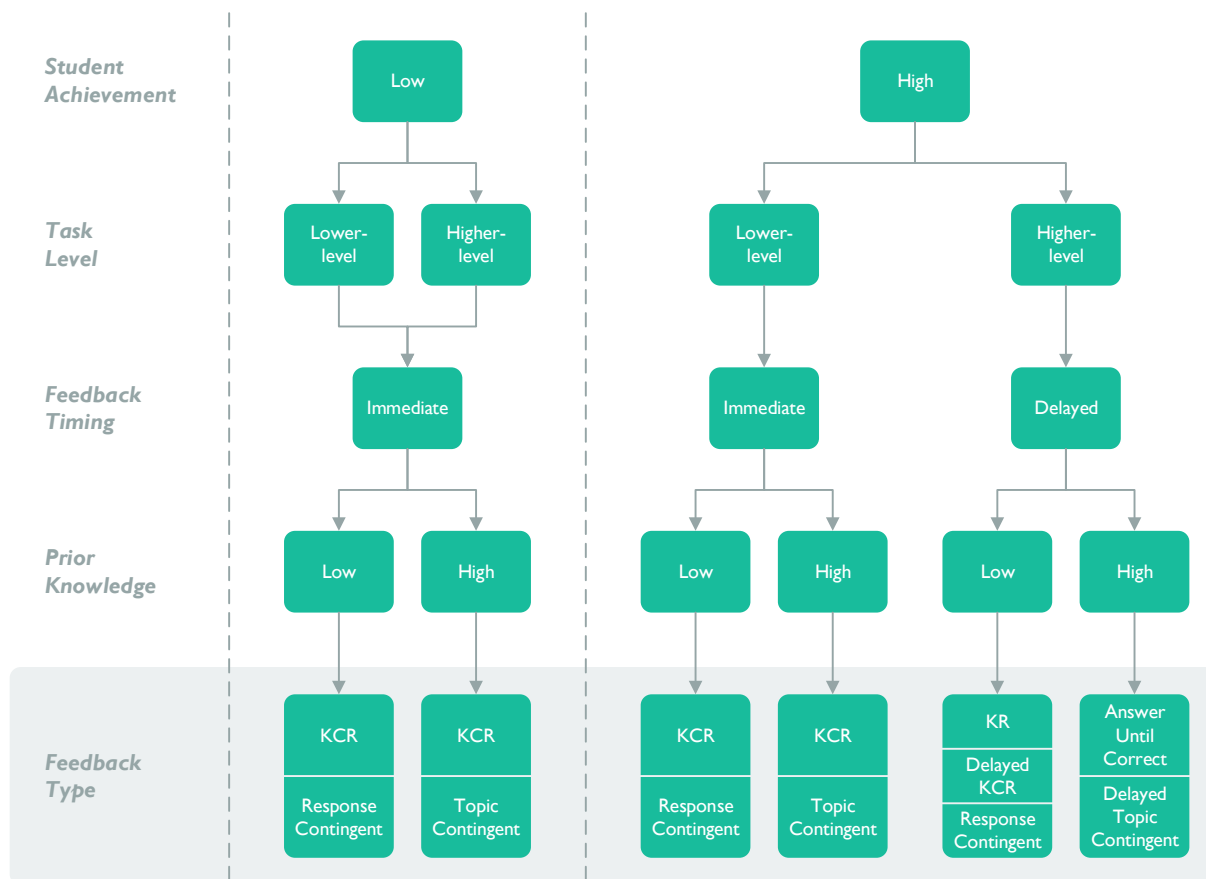 Student
Achievement
Low
High
Task
Level
Lower-
level
Higher-
level
Lower-
level
Higher-
level
Feedback
Timing
Immediate
Immediate
Delayed
Prior
Knowledge
Low
High
Low
High
Low
High
Feedback
Type
KCR
Response
Contingent
KCR
Topic
Contingent
KCR
Response
Contingent
KCR
Topic
Contingent
KR
Delayed
KCR
Response
Contingent
Answer
Until
Correct
Delayed
Topic
Contingent